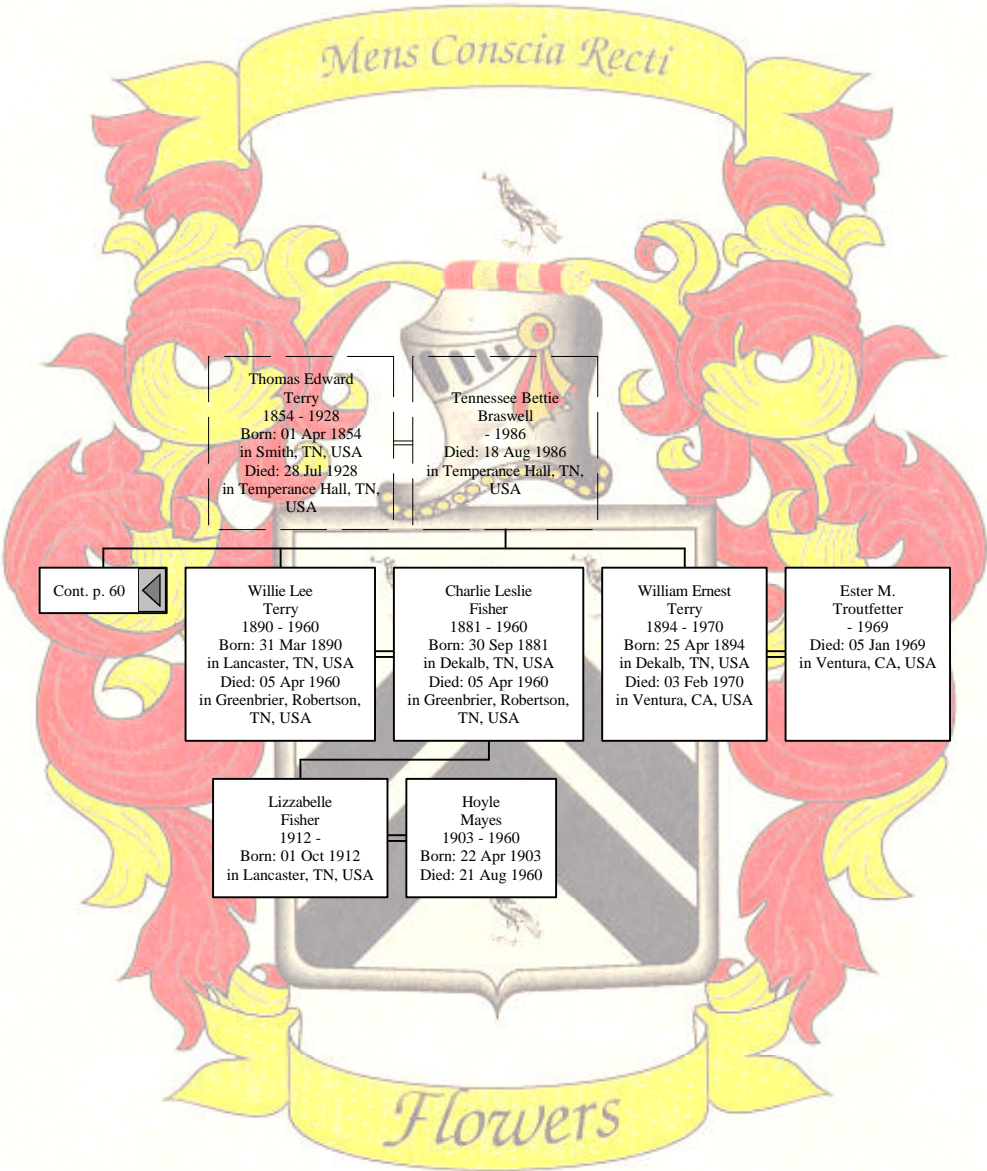 Mens Conscia Recti
Thomas Edward
Terry
1854 - 1928
Born: 01 Apr 1854
in Smith, TN, USA
Died: 28 Jul 1928
in Temperance Hall, TN,
USA
Tennessee Bettie
Braswell
- 1986
Died: 18 Aug 1986
in Temperance Hall, TN,
USA
Cont. p. 60
Willie Lee
Terry
1890 - 1960
Born: 31 Mar 1890
in Lancaster, TN, USA
Died: 05 Apr 1960
in Greenbrier, Robertson,
TN, USA
Charlie Leslie
Fisher
1881 - 1960
Born: 30 Sep 1881
in Dekalb, TN, USA
Died: 05 Apr 1960
in Greenbrier, Robertson,
TN, USA
William Ernest
Terry
1894 - 1970
Born: 25 Apr 1894
in Dekalb, TN, USA
Died: 03 Feb 1970
in Ventura, CA, USA
Ester M.
Troutfetter
- 1969
Died: 05 Jan 1969
in Ventura, CA, USA
Lizzabelle
Fisher
1912 -
Born: 01 Oct 1912
in Lancaster, TN, USA
Hoyle
Mayes
1903 - 1960
Born: 22 Apr 1903
Died: 21 Aug 1960
Flowers